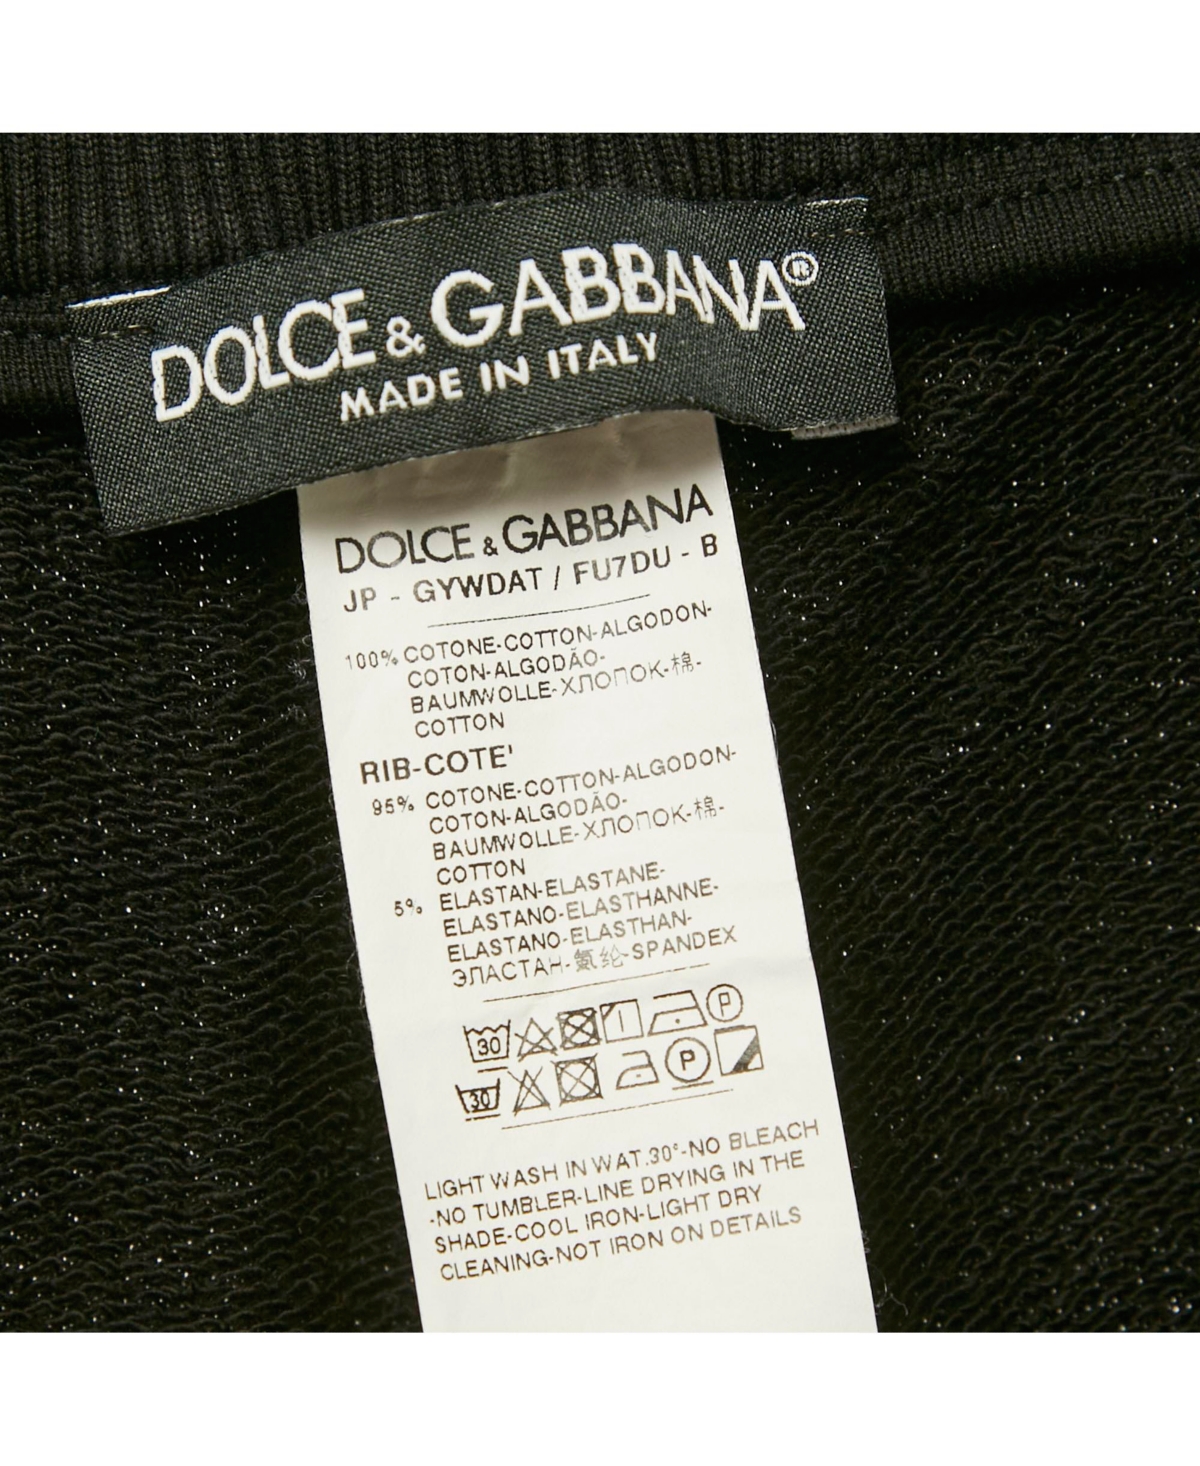 DOLCE & GABBANA®
MADE IN ITALY
DOLCE & GABBANA
JP - GYWDAT / FU7DU - B
100% COTONE-COTTON-ALGODON-
COTON-ALGODÃO-
BAUMWOLLE-ХЛОПОК-棉-
COTTON
RIB-COTE'
95% COTONE-COTTON-ALGODON-
COTON-ALGODÃO-
BAUMWOLLE-ХЛОПОК-棉-
COTTON
5% ELASTAN-ELASTANE-
ELASTANO-ELASTHANNE-
ELASTANO-ELASTHAN-
ЭЛАСТАН-氨纶-SPANDEX
30 P
30 P
LIGHT WASH IN WAT.30°-NO BLEACH
-NO TUMBLER-LINE DRYING IN THE
SHADE-COOL IRON-LIGHT DRY
CLEANING-NOT IRON ON DETAILS